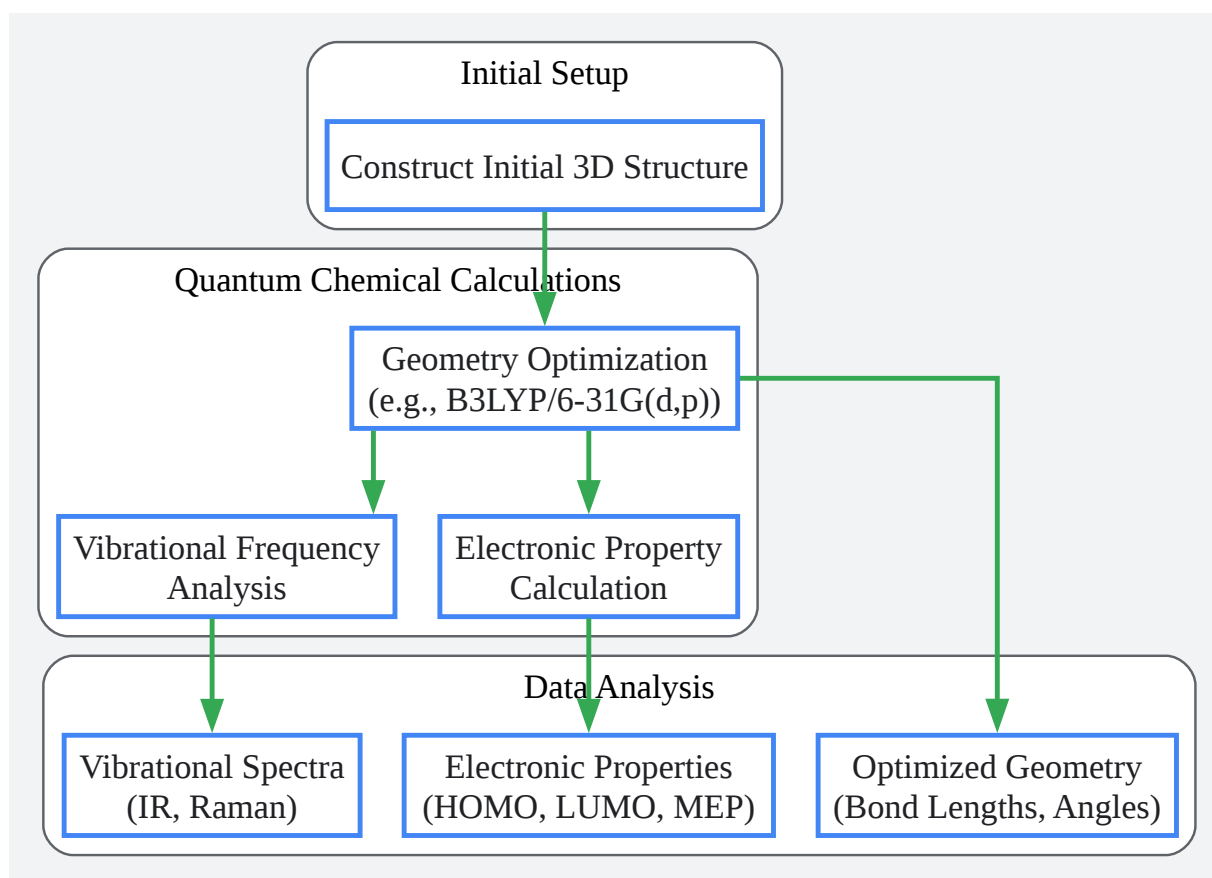 Initial Setup
Construct Initial 3D Structure
Quantum Chemical Calculations
Geometry Optimization
(e.g., B3LYP/6-31G(d,p))
Vibrational Frequency
Analysis
Electronic Property
Calculation
Data Analysis
Vibrational Spectra
(IR, Raman)
Electronic Properties
(HOMO, LUMO, MEP)
Optimized Geometry
(Bond Lengths, Angles)